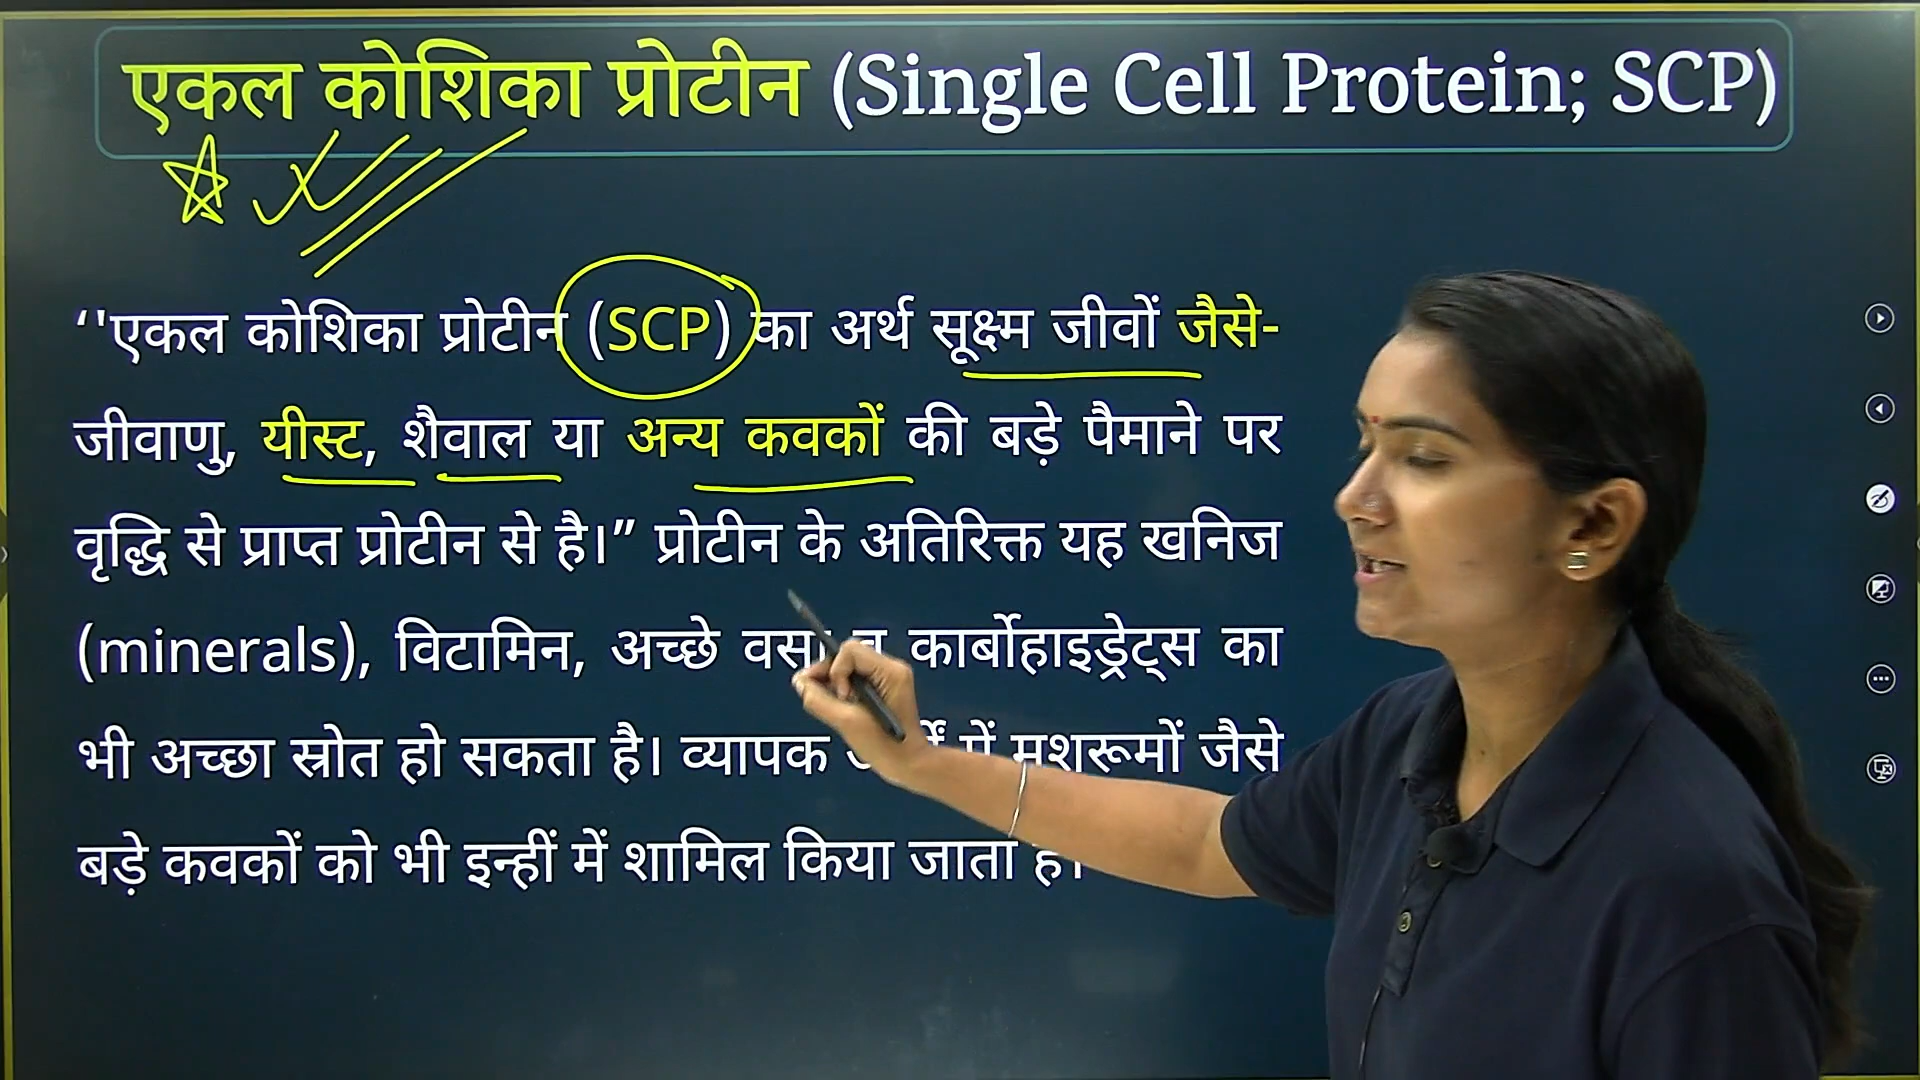 एकल कोशिका प्रोटीन (Single Cell Protein; SCP)
‘'एकल कोशिका प्रोटीन (SCP) का अर्थ सूक्ष्म जीवों जैसे-
जीवाणु, यीस्ट, शैवाल या अन्य कवकों की बड़े पैमाने पर
वृद्धि से प्राप्त प्रोटीन से है।” प्रोटीन के अतिरिक्त यह खनिज
(minerals), विटामिन, अच्छे कार्बोहाइड्रेट्स का
भी अच्छा स्रोत हो सकता है। व्यापक में मशरूमों जैसे
बड़े कवकों को भी इन्हीं में शामिल किया जाता